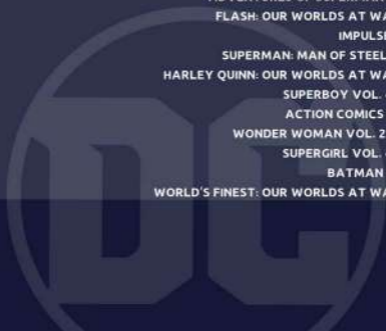 FLASH: OUR WORLDS AT WA
IMPULSE
SUPERMAN: MAN OF STEEL
HARLEY QUINN: OUR WORLDS AT WA
SUPERBOY VOL.
ACTION COMICS
WONDER WOMAN VOL. 2
SUPERGIRL VOL.
BATMAN
WORLD'S FINEST: OUR WORLDS AT WA
DC